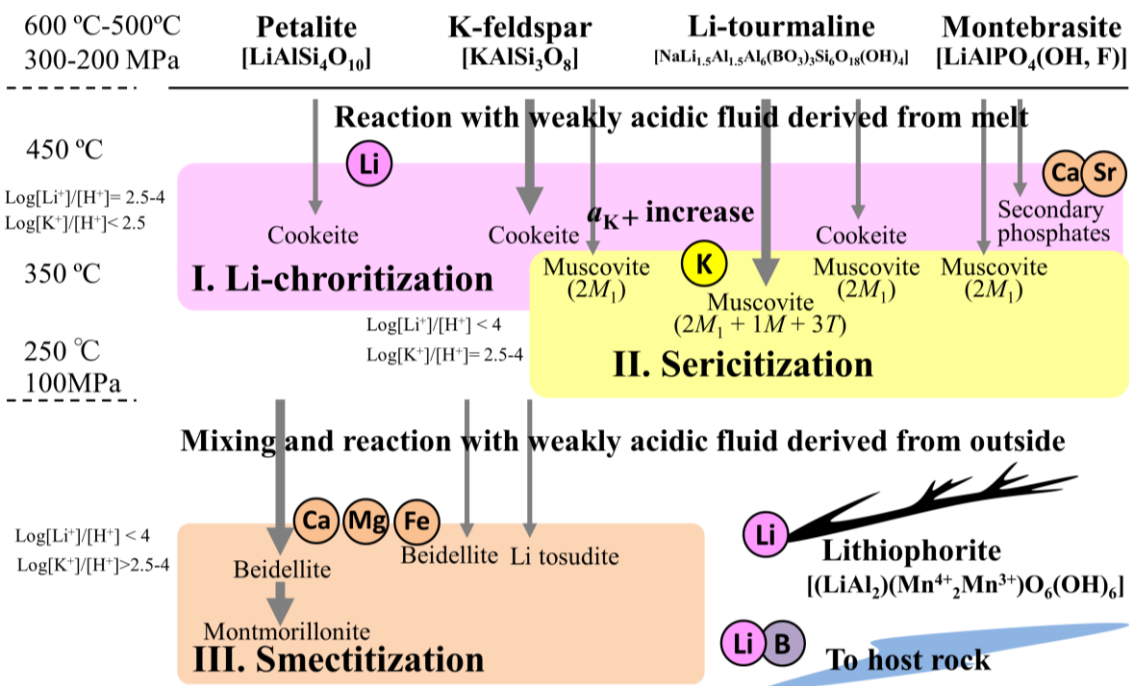 600 ºC-500ºC
300-200 MPa
Petalite
[LiAlSi₄O₁₀]
K-feldspar
[KAlSi₃O₈]
Li-tourmaline
[NaLi₁.₅Al₁.₅Al₆(BO₃)₃Si₆O₁₈(OH)₄]
Montebrasite
[LiAlPO₄(OH, F)]
Reaction with weakly acidic fluid derived from melt
450 ºC
Li
Ca Sr
Log[Li⁺]/[H⁺]= 2.5-4
Log[K⁺]/[H⁺]< 2.5
aK+ increase
Secondary
phosphates
Cookeite
Cookeite
Cookeite
350 ºC
I. Li-chroritization
Muscovite
(2M₁)
K
Muscovite
(2M₁)
Muscovite
(2M₁)
Muscovite
(2M₁ + 1M + 3T)
Log[Li⁺]/[H⁺] < 4
Log[K⁺]/[H⁺]= 2.5-4
250 ℃
100MPa
II. Sericitization
Mixing and reaction with weakly acidic fluid derived from outside
Ca Mg Fe
Li
Log[Li⁺]/[H⁺] < 4
Log[K⁺]/[H⁺]>2.5-4
Beidellite
Beidellite
Li tosudite
Lithiophorite
[(LiAl₂)(Mn⁴⁺₂Mn³⁺)O₆(OH)₆]
Montmorillonite
III. Smectitization
Li B
To host rock